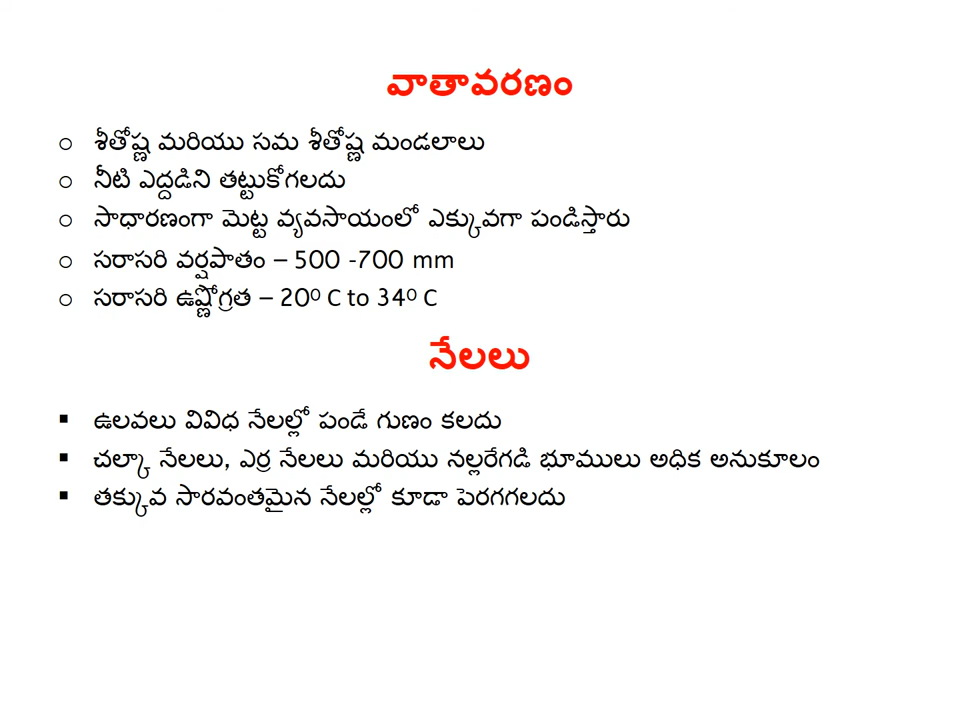 వాతావరణం
○ శీతోష్ణ మరియు సమ శీతోష్ణ మండలాలు
○ నీటి ఎద్దడిని తట్టుకోగలదు
○ సాధారణంగా మెట్ట వ్యవసాయంలో ఎక్కువగా పండిస్తారు
○ సరాసరి వర్షపాతం – 500 -700 mm
○ సరాసరి ఉష్ణోగ్రత – 20⁰ C to 34⁰ C
నేలలు
▪ ఉలవలు వివిధ నేలల్లో పండే గుణం కలదు
▪ చల్కా నేలలు, ఎర్ర నేలలు మరియు నల్లరేగడి భూములు అధిక అనుకూలం
▪ తక్కువ సారవంతమైన నేలల్లో కూడా పెరగగలదు